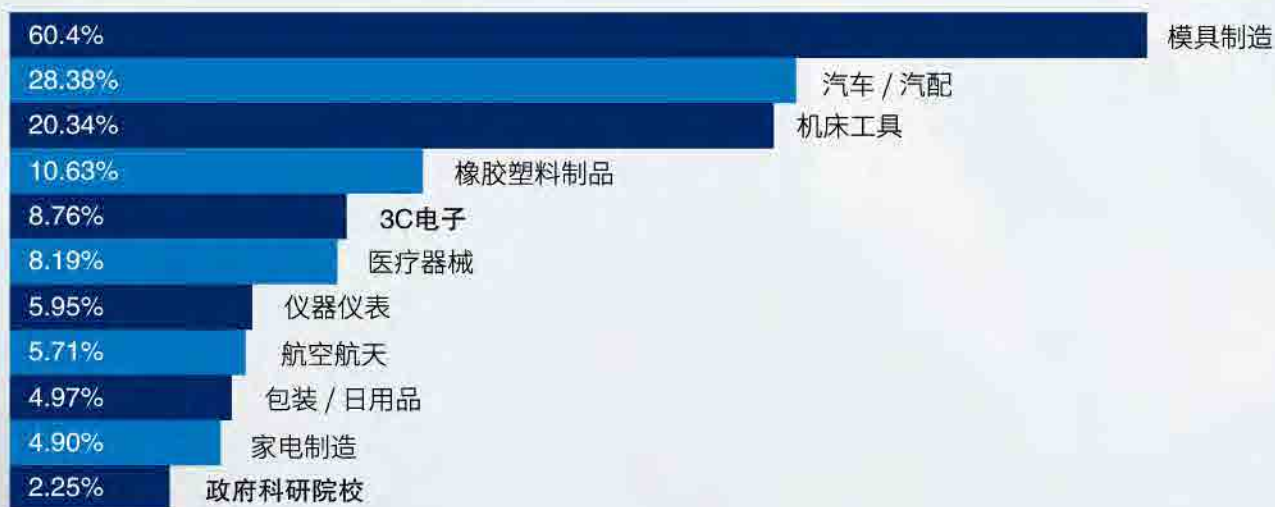 60.4% 模具制造
28.38% 汽车 / 汽配
20.34% 机床工具
10.63% 橡胶塑料制品
8.76% 3C电子
8.19% 医疗器械
5.95% 仪器仪表
5.71% 航空航天
4.97% 包装 / 日用品
4.90% 家电制造
2.25% 政府科研院校